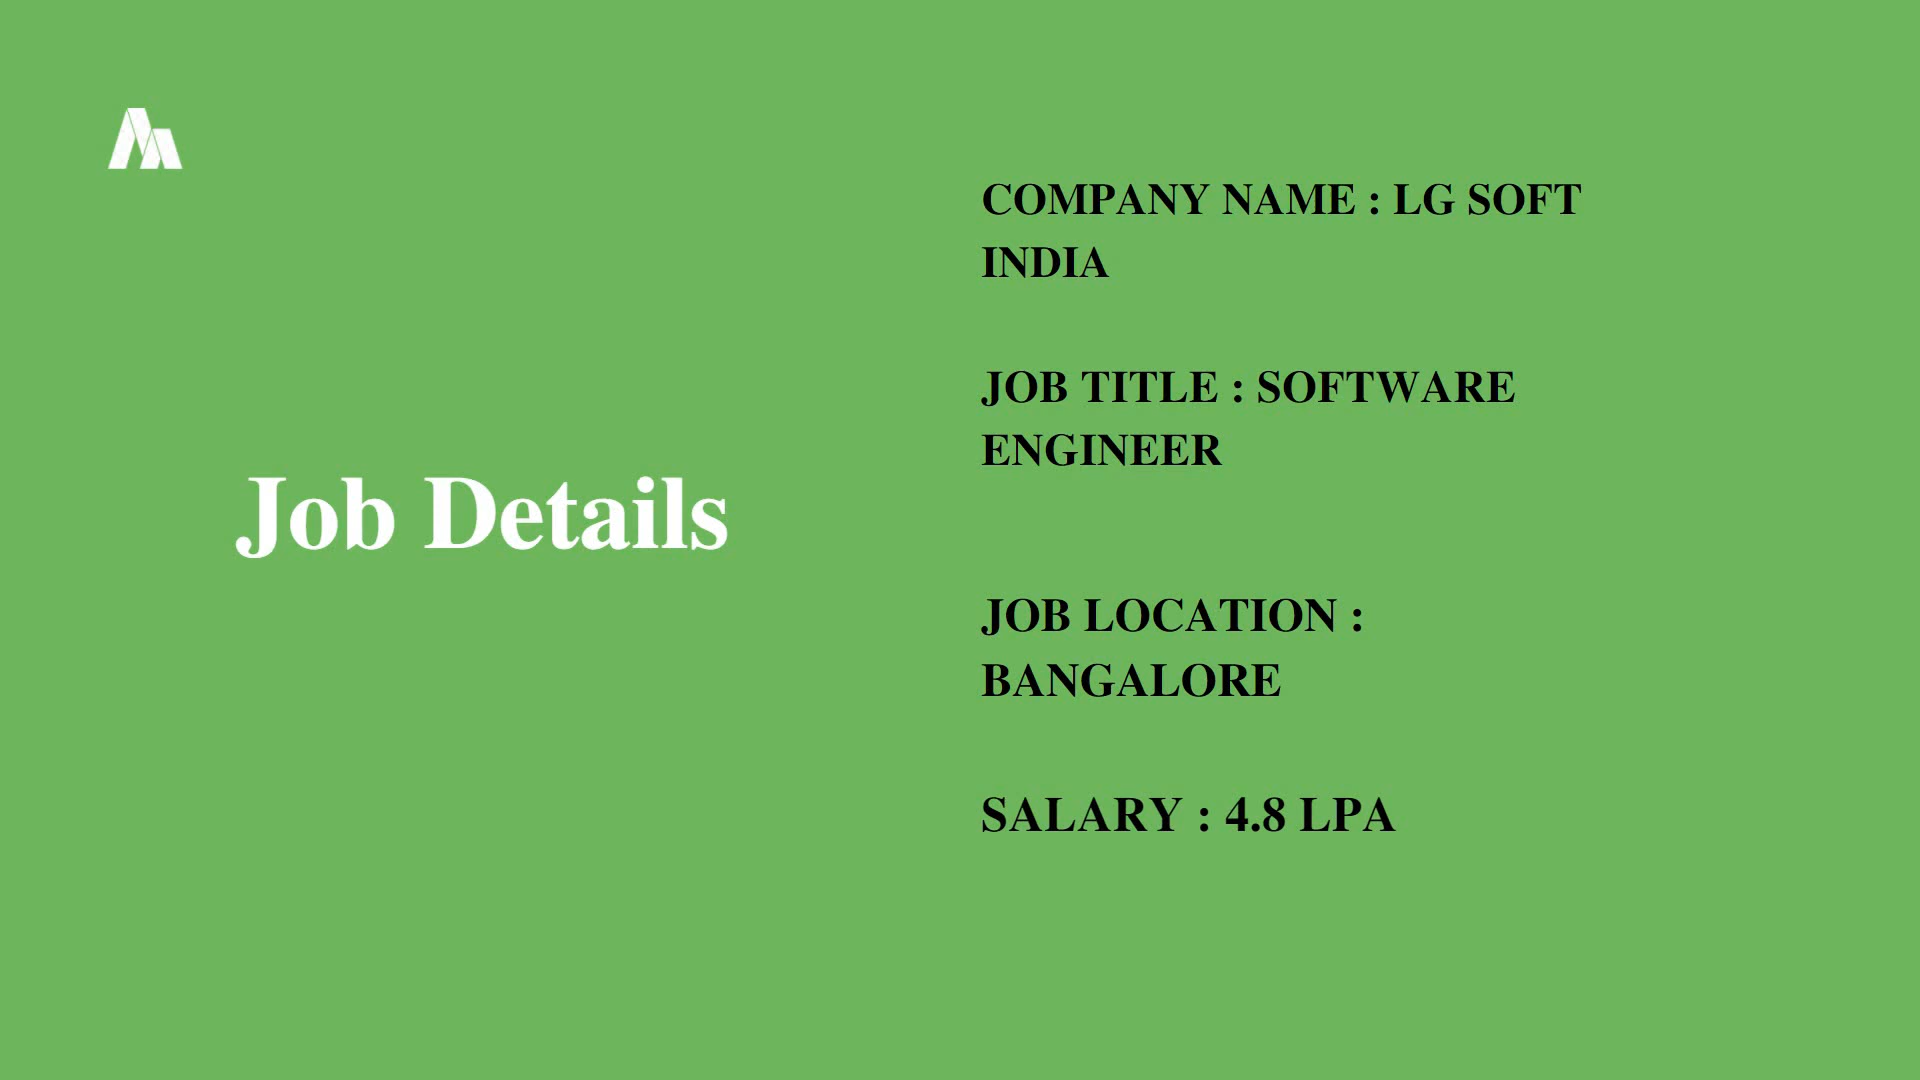 Job Details
COMPANY NAME : LG SOFT
INDIA
JOB TITLE : SOFTWARE
ENGINEER
JOB LOCATION :
BANGALORE
SALARY : 4.8 LPA